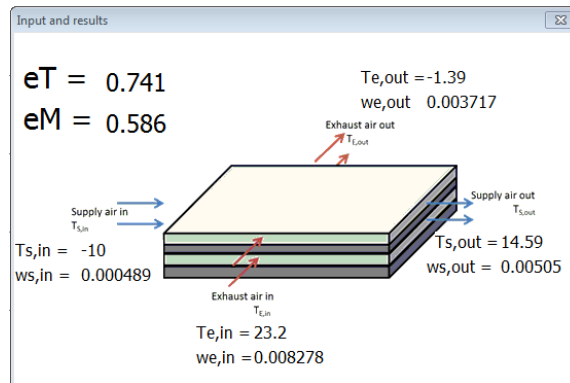 Input and results
eT = 0.741
eM = 0.586
Te,out =-1.39
we,out 0.003717
Exhaust air out
TE,out
Supply air in
TS,in
Supply air out
TS,out
Ts,in = -10
ws,in = 0.000489
Ts,out = 14.59
ws,out = 0.00505
Exhaust air in
TE,in
Te,in = 23.2
we,in = 0.008278